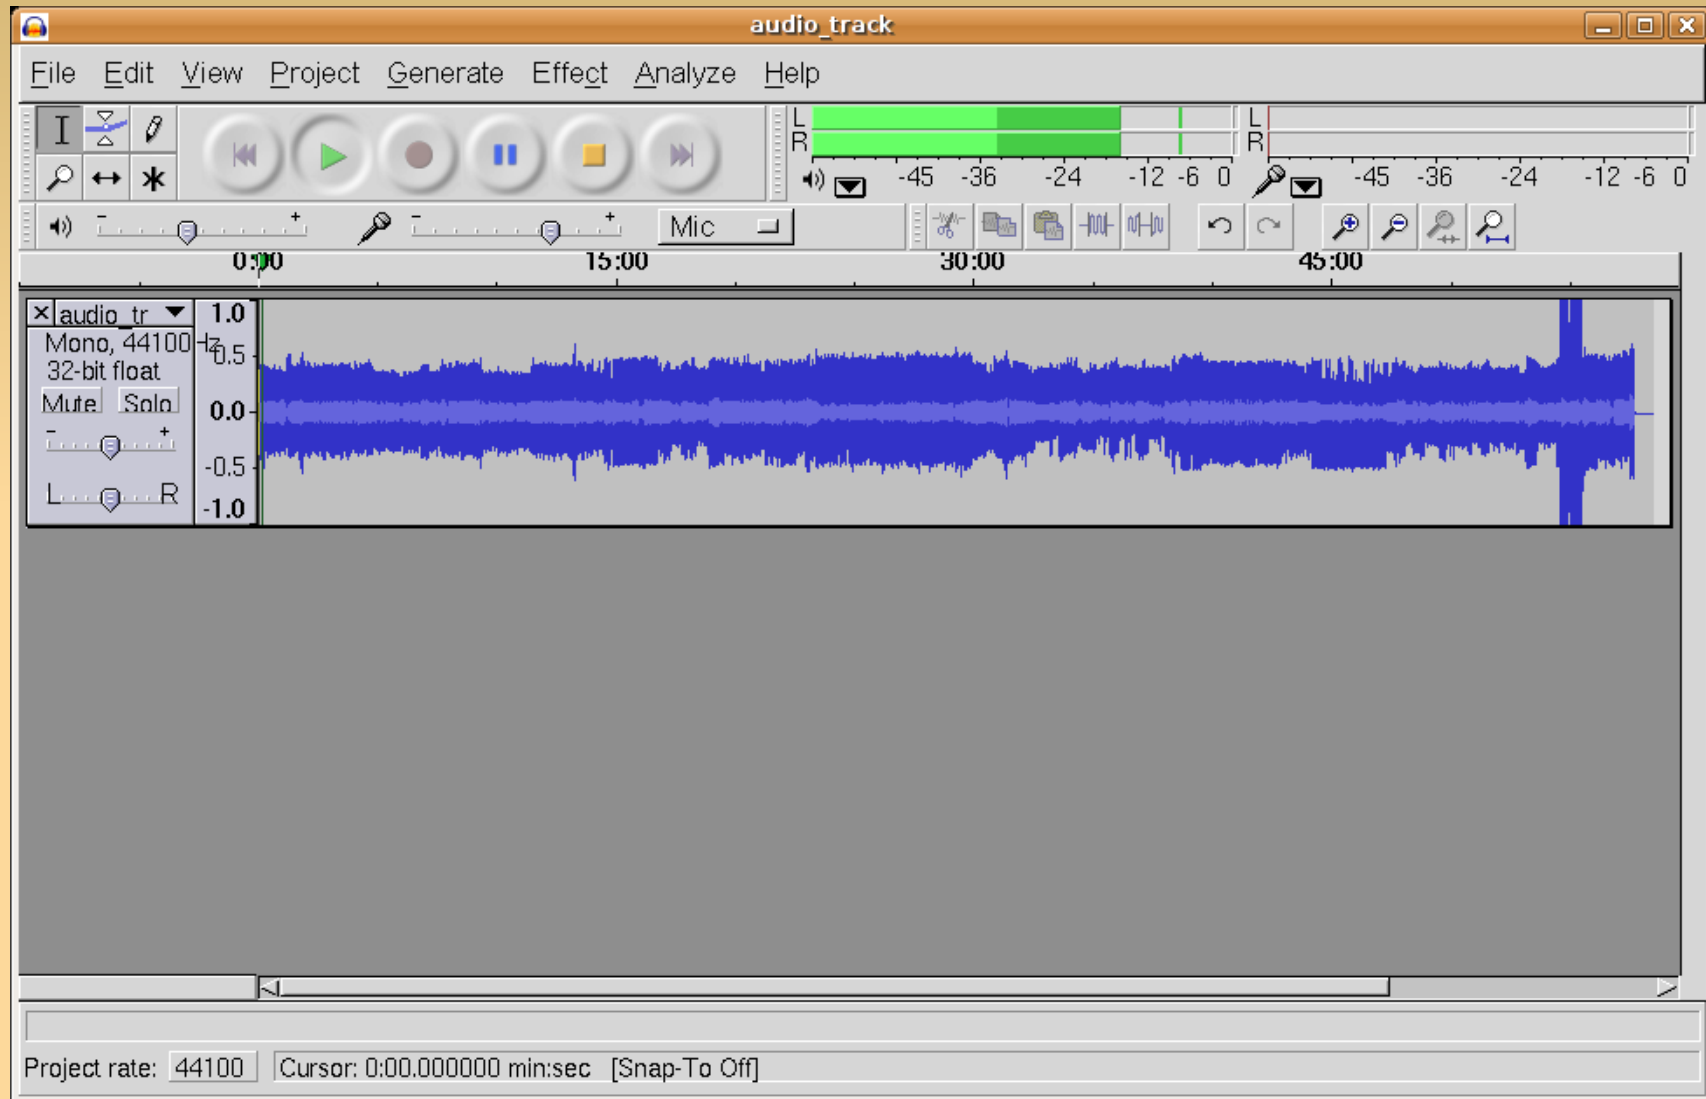 audio_track
File Edit View Project Generate Effect Analyze Help
L
R
-45 -36 -24 -12 -6 0
L
R
-45 -36 -24 -12 -6 0
- + - + Mic
0:00 15:00 30:00 45:00
audio_tr
Mono, 44100Hz
32-bit float
Mute Solo
- +
L R
1.0
0.5
0.0
-0.5
-1.0
Project rate: 44100 Cursor: 0:00.000000 min:sec [Snap-To Off]